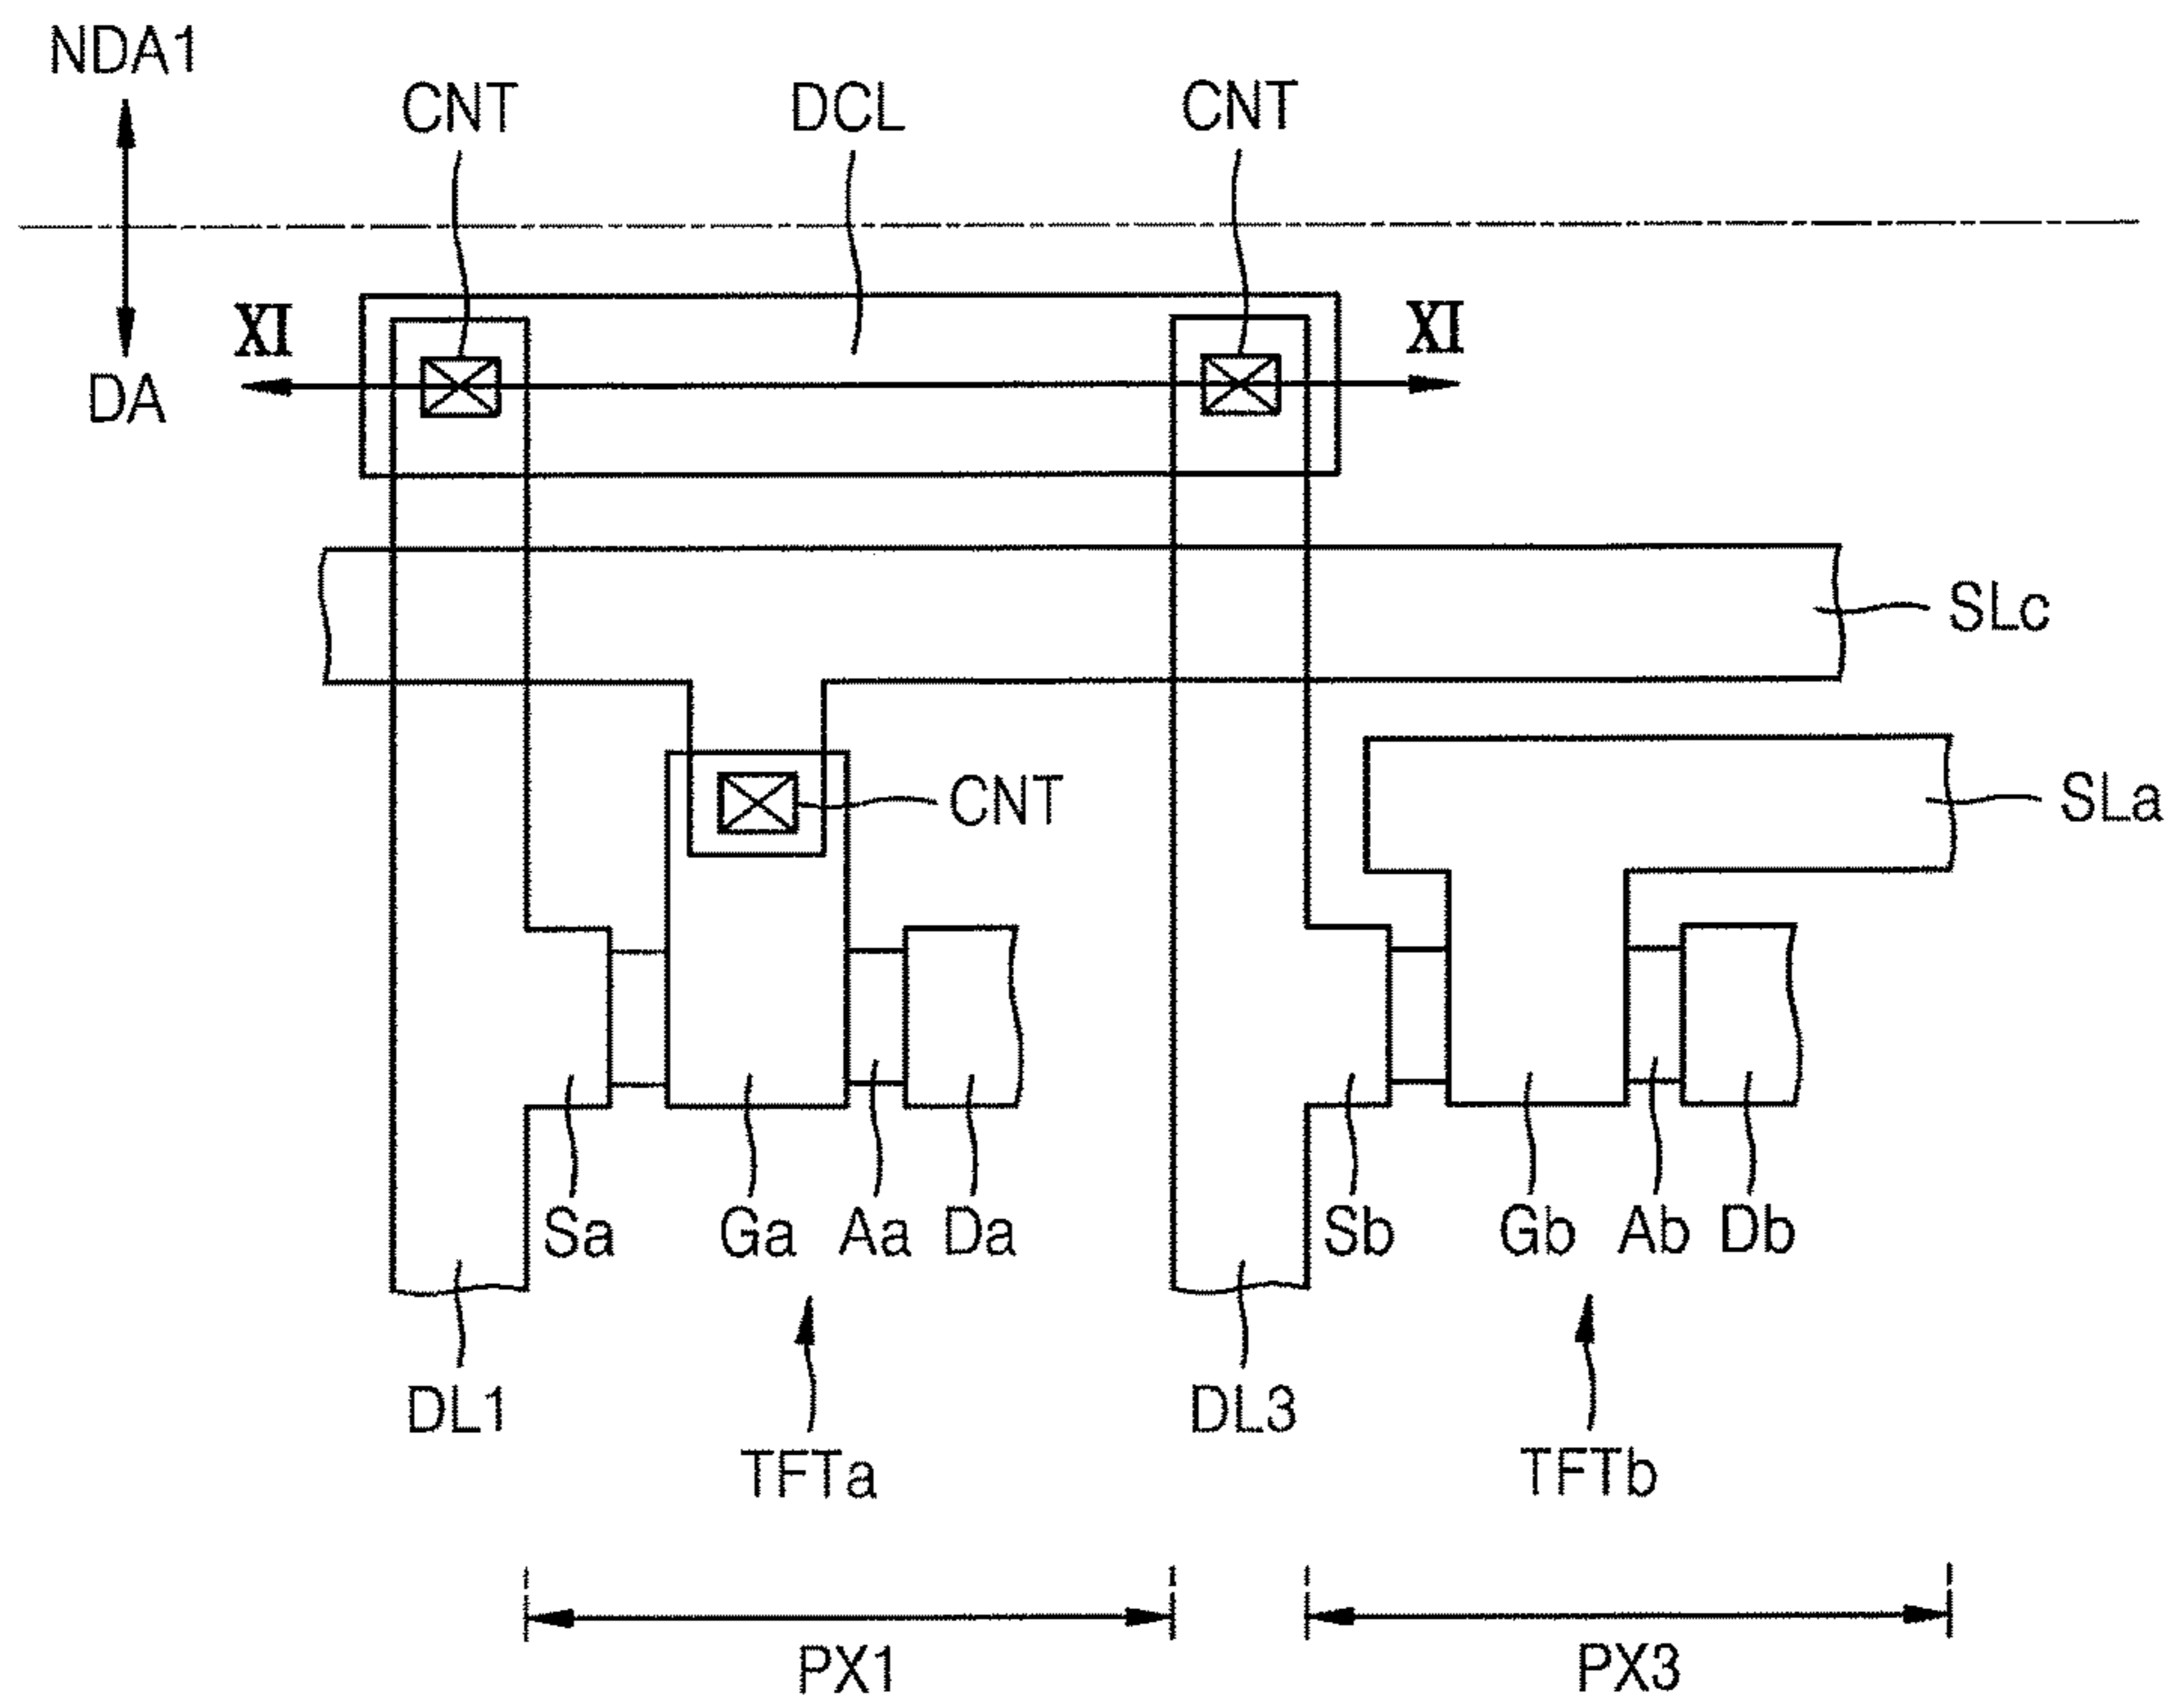 NDA1
CNT DCL CNT
XI XI
DA
SLc
SLa
CNT
Sa Ga Aa Da Sb Gb Ab Db
DL1 DL3
TFTa TFTb
PX1 PX3